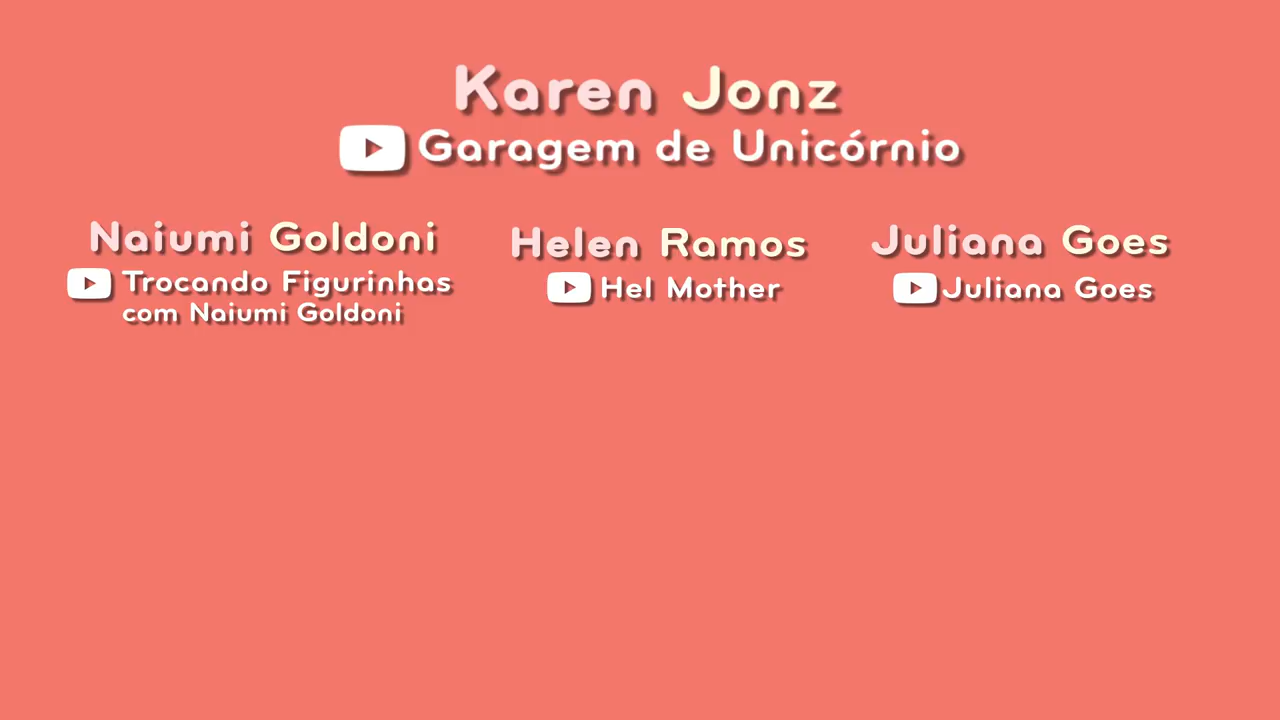 Karen Jonz
Garagem de Unicórnio
Naiumi Goldoni
Trocando Figurinhas
com Naiumi Goldoni
Helen Ramos
Hel Mother
Juliana Goes
Juliana Goes